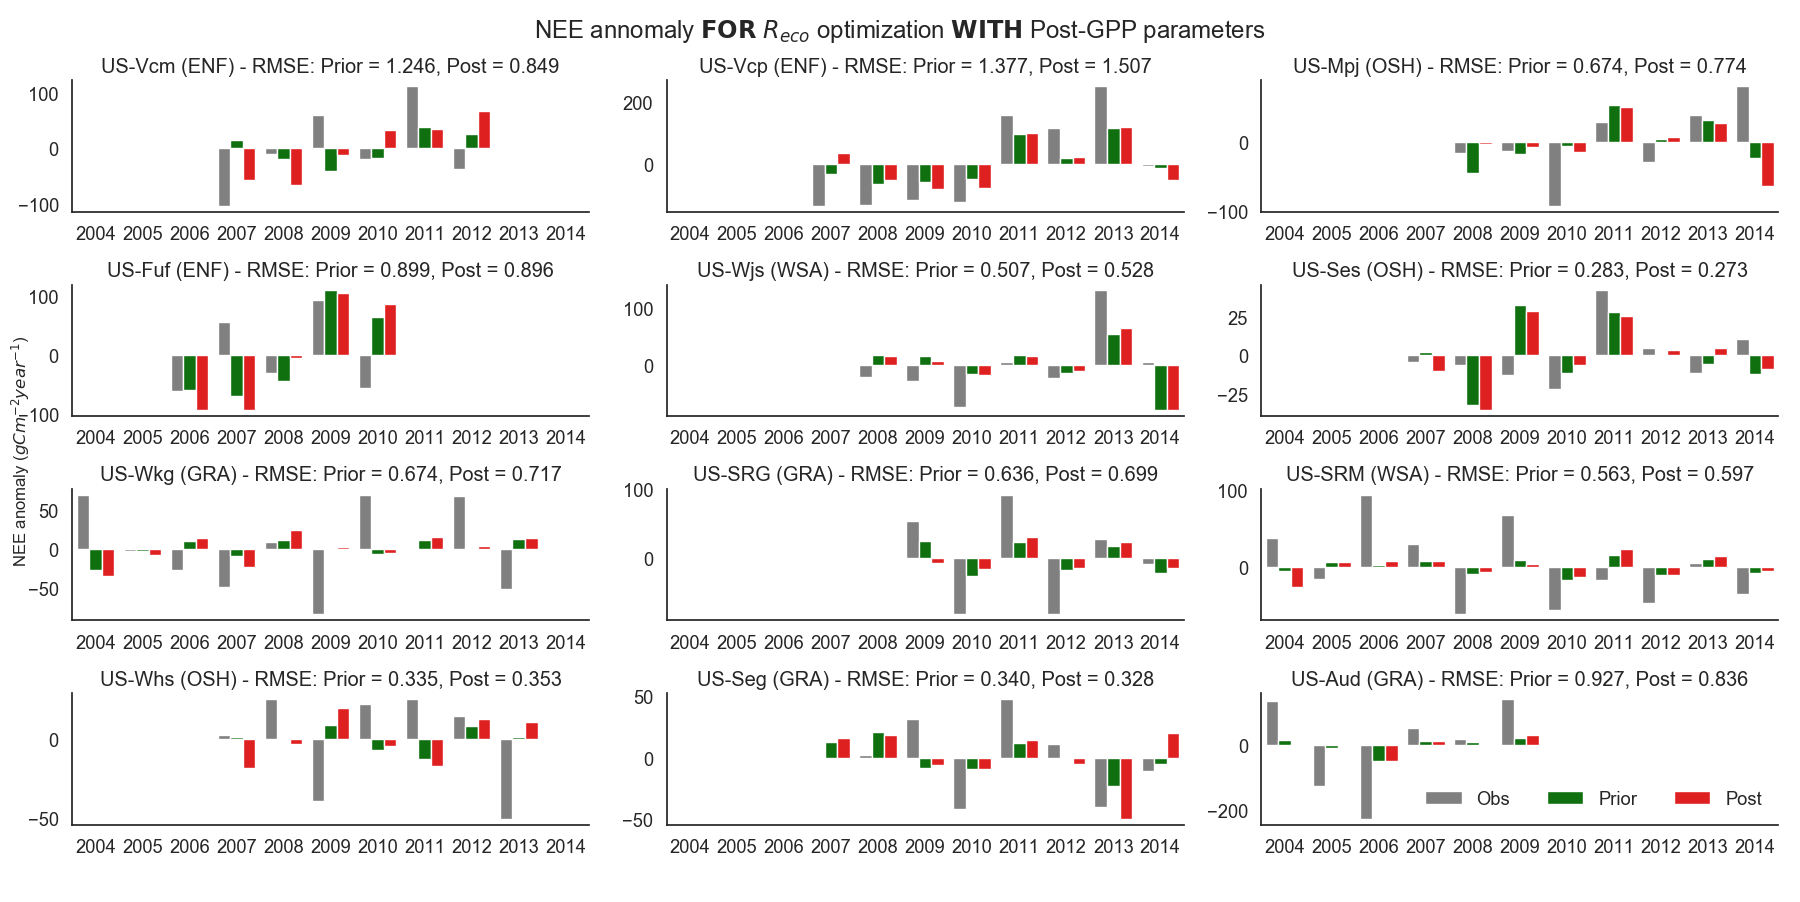 NEE annomaly FOR R_eco optimization WITH Post-GPP parameters
NEE anomaly (gCm^-2year^-1)
US-Vcm (ENF) - RMSE: Prior = 1.246, Post = 0.849
100
0
−100
2004 2005 2006 2007 2008 2009 2010 2011 2012 2013 2014
US-Vcp (ENF) - RMSE: Prior = 1.377, Post = 1.507
200
0
2004 2005 2006 2007 2008 2009 2010 2011 2012 2013 2014
US-Mpj (OSH) - RMSE: Prior = 0.674, Post = 0.774
0
−100
2004 2005 2006 2007 2008 2009 2010 2011 2012 2013 2014
US-Fuf (ENF) - RMSE: Prior = 0.899, Post = 0.896
100
0
−100
2004 2005 2006 2007 2008 2009 2010 2011 2012 2013 2014
US-Wjs (WSA) - RMSE: Prior = 0.507, Post = 0.528
100
0
2004 2005 2006 2007 2008 2009 2010 2011 2012 2013 2014
US-Ses (OSH) - RMSE: Prior = 0.283, Post = 0.273
25
0
−25
2004 2005 2006 2007 2008 2009 2010 2011 2012 2013 2014
US-Wkg (GRA) - RMSE: Prior = 0.674, Post = 0.717
50
0
−50
2004 2005 2006 2007 2008 2009 2010 2011 2012 2013 2014
US-SRG (GRA) - RMSE: Prior = 0.636, Post = 0.699
100
0
2004 2005 2006 2007 2008 2009 2010 2011 2012 2013 2014
US-SRM (WSA) - RMSE: Prior = 0.563, Post = 0.597
100
0
2004 2005 2006 2007 2008 2009 2010 2011 2012 2013 2014
US-Whs (OSH) - RMSE: Prior = 0.335, Post = 0.353
0
−50
2004 2005 2006 2007 2008 2009 2010 2011 2012 2013 2014
US-Seg (GRA) - RMSE: Prior = 0.340, Post = 0.328
50
0
−50
2004 2005 2006 2007 2008 2009 2010 2011 2012 2013 2014
US-Aud (GRA) - RMSE: Prior = 0.927, Post = 0.836
0
−200
Obs Prior Post
2004 2005 2006 2007 2008 2009 2010 2011 2012 2013 2014